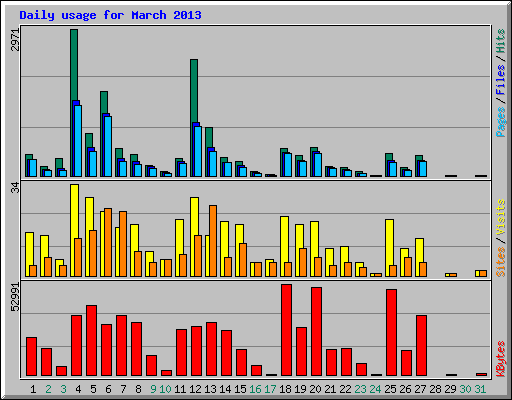 Daily usage for March 2013
2971
Pages / Files / Hits
34
Sites / Visits
52991
KBytes
1 2 3 4 5 6 7 8 9 10 11 12 13 14 15 16 17 18 19 20 21 22 23 24 25 26 27 28 29 30 31